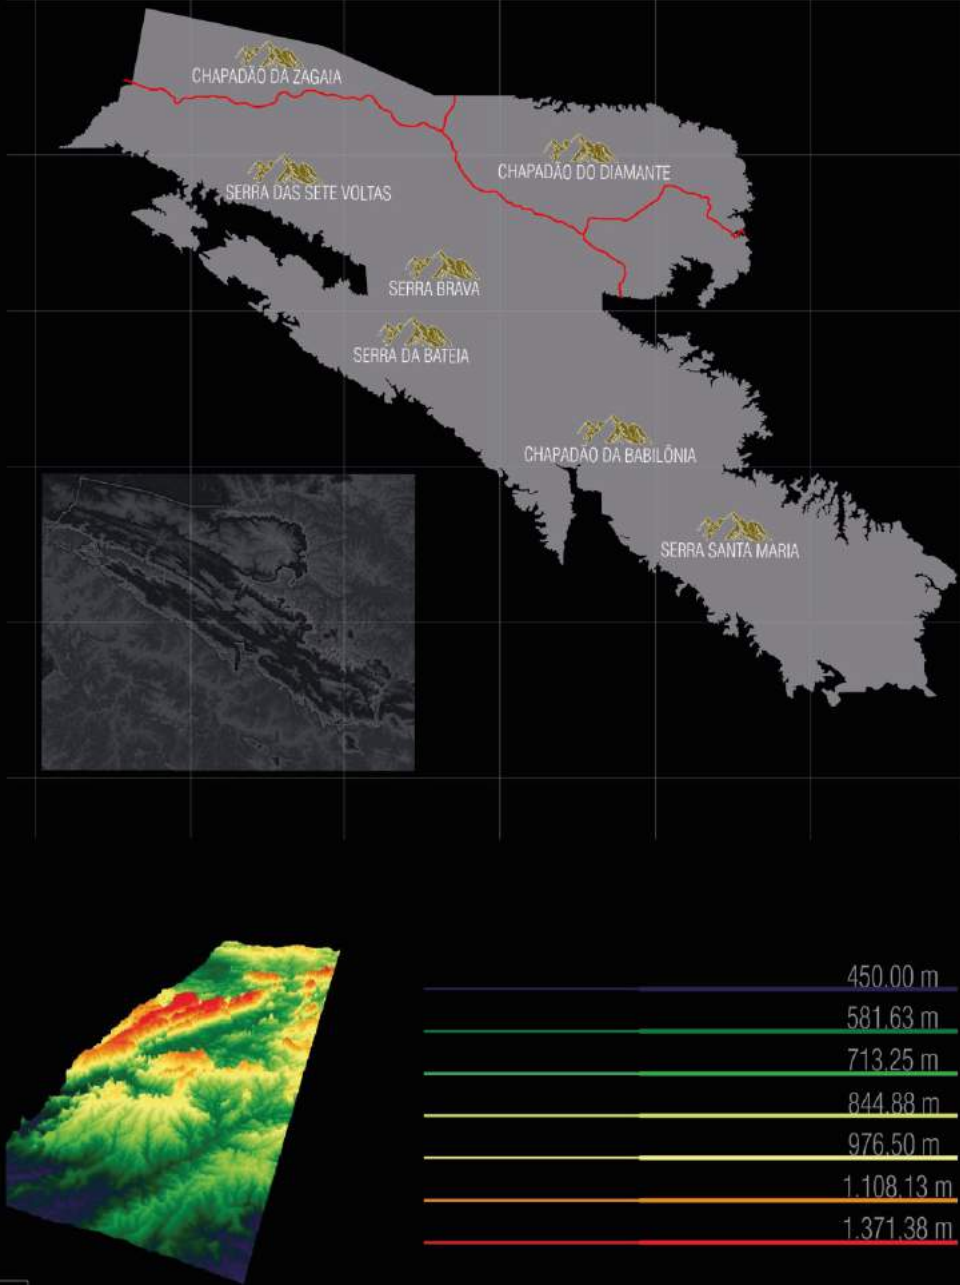 CHAPADÃO DA ZAGAIA
CHAPADÃO DO DIAMANTE
SERRA DAS SETE VOLTAS
SERRA BRAVA
SERRA DA BATEIA
CHAPADÃO DA BABILÔNIA
SERRA SANTA MARIA
450.00 m
581,63 m
713,25 m
844,88 m
976,50 m
1.108,13 m
1.371,38 m